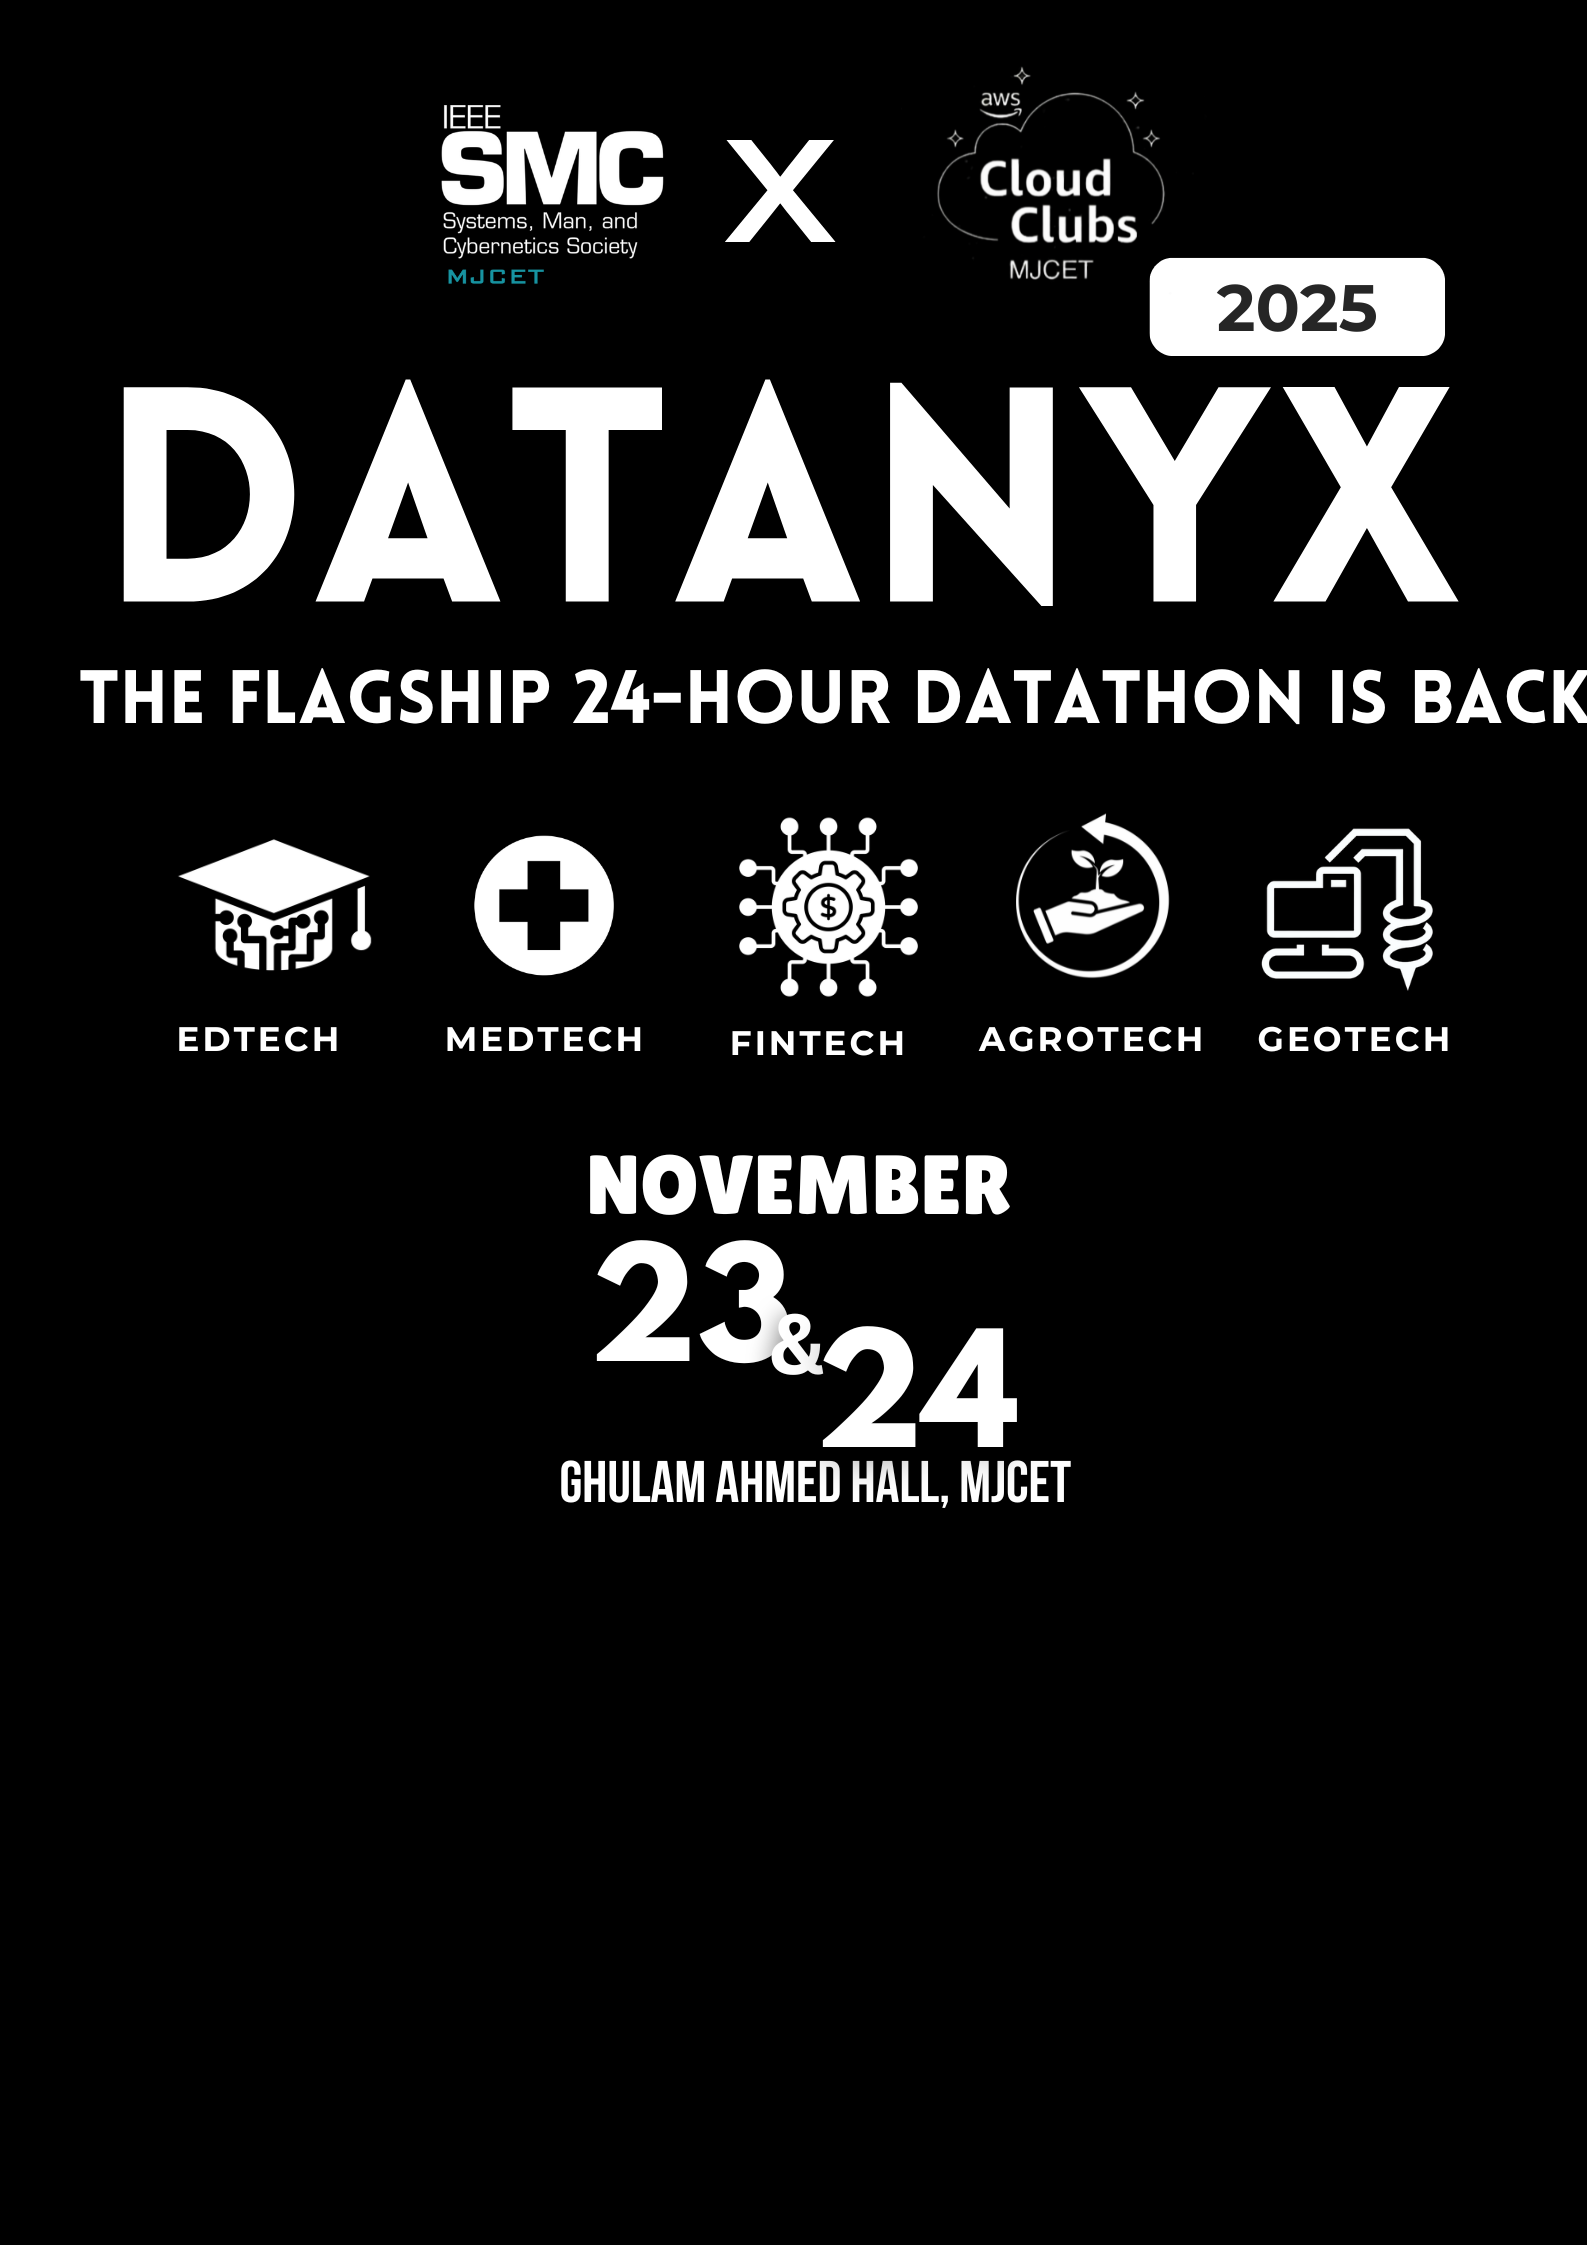 IEEE
SMC
Systems, Man, and
Cybernetics Society
MJCET
X
aws
Cloud
Clubs
MJCET
2025
DATANYX
THE FLAGSHIP 24-HOUR DATATHON IS BACK
$
EDTECH MEDTECH FINTECH AGROTECH GEOTECH
NOVEMBER
23
&
24
GHULAM AHMED HALL, MJCET